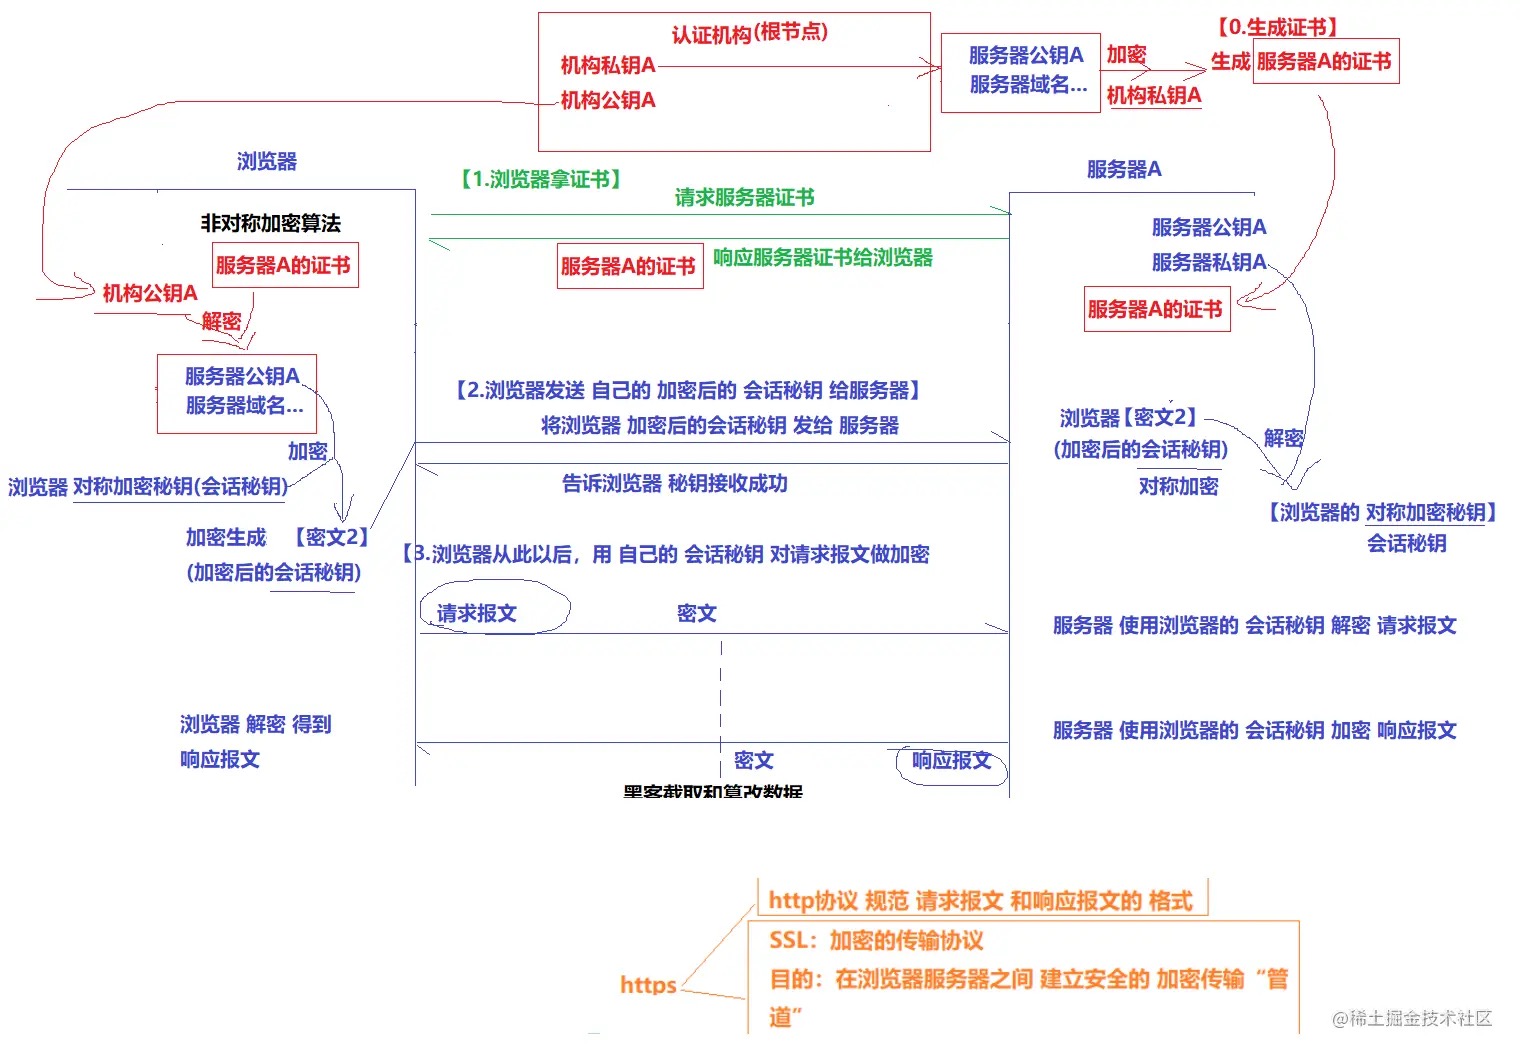 认证机构(根节点)
机构私钥A
机构公钥A
服务器公钥A
服务器域名...
加密
机构私钥A
【0.生成证书】
生成 服务器A的证书
浏览器
【1.浏览器拿证书】
请求服务器证书
服务器A
非对称加密算法
服务器A的证书
机构公钥A
解密
服务器A的证书
响应服务器证书给浏览器
服务器公钥A
服务器私钥A
服务器A的证书
服务器公钥A
服务器域名...
加密
浏览器 对称加密秘钥(会话秘钥)
加密生成 【密文2】
(加密后的会话秘钥)
【2.浏览器发送 自己的 加密后的 会话秘钥 给服务器】
将浏览器 加密后的会话秘钥 发给 服务器
告诉浏览器 秘钥接收成功
浏览器【密文2】
(加密后的会话秘钥)
对称加密
解密
【浏览器的 对称加密秘钥】
会话秘钥
【3.浏览器从此以后，用 自己的 会话秘钥 对请求报文做加密
请求报文
密文
服务器 使用浏览器的 会话秘钥 解密 请求报文
浏览器 解密 得到
响应报文
密文
响应报文
服务器 使用浏览器的 会话秘钥 加密 响应报文
黑客截取和篡改数据
https
http协议 规范 请求报文 和响应报文的 格式
SSL：加密的传输协议
目的：在浏览器服务器之间 建立安全的 加密传输“管
道”
@稀土掘金技术社区